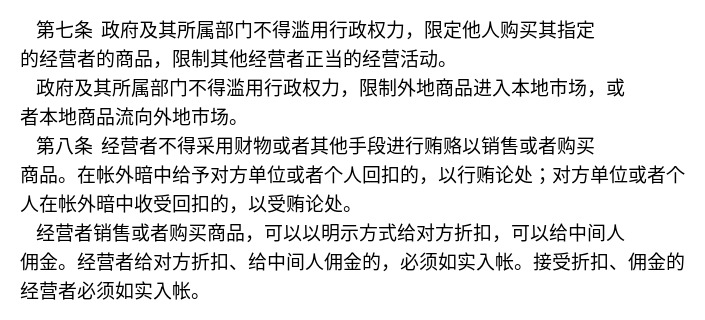 第七条 政府及其所属部门不得滥用行政权力，限定他人购买其指定
的经营者的商品，限制其他经营者正当的经营活动。
政府及其所属部门不得滥用行政权力，限制外地商品进入本地市场，或
者本地商品流向外地市场。
第八条 经营者不得采用财物或者其他手段进行贿赂以销售或者购买
商品。在帐外暗中给予对方单位或者个人回扣的，以行贿论处；对方单位或者个
人在帐外暗中收受回扣的，以受贿论处。
经营者销售或者购买商品，可以以明示方式给对方折扣，可以给中间人
佣金。经营者给对方折扣、给中间人佣金的，必须如实入帐。接受折扣、佣金的
经营者必须如实入帐。